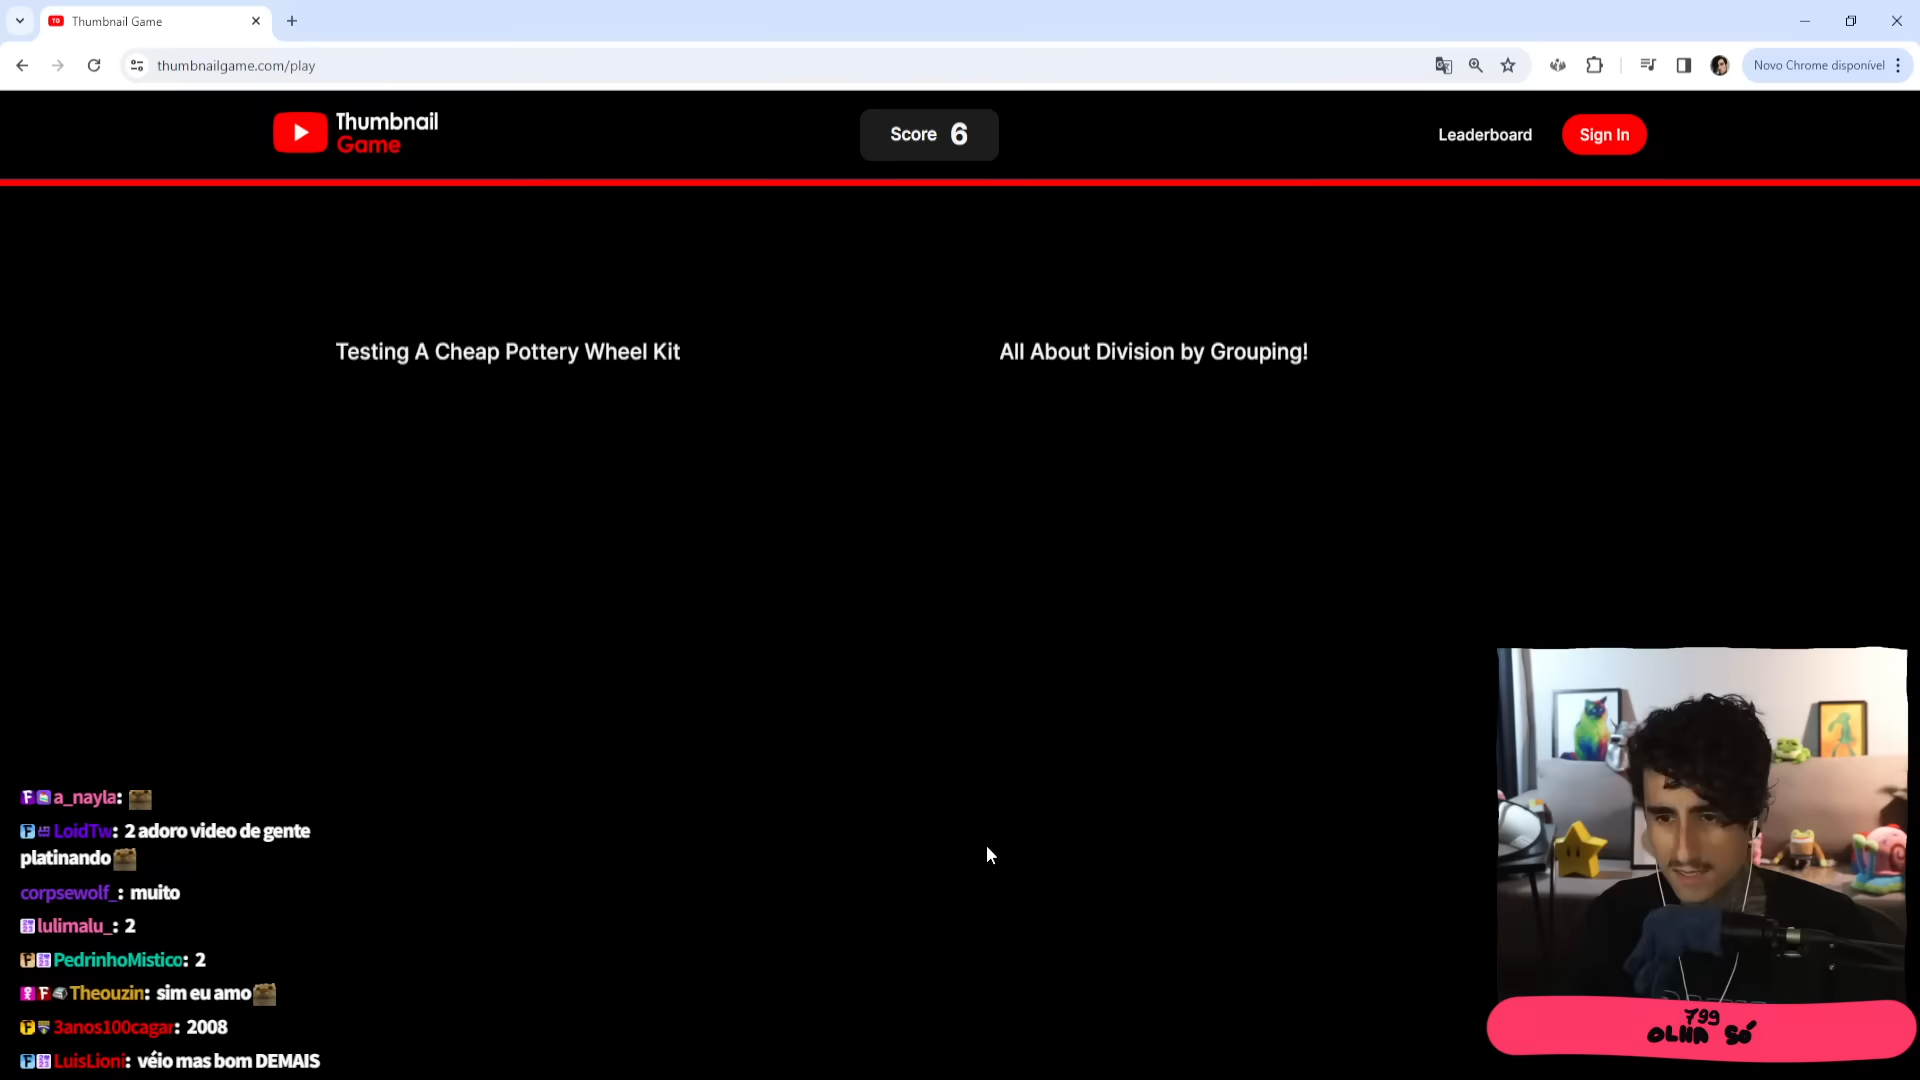 Thumbnail Game
thumbnailgame.com/play
Novo Chrome disponível
Thumbnail
Game
Score 6
Leaderboard
Sign In
Testing A Cheap Pottery Wheel Kit
All About Division by Grouping!
a_nayla:
LoidTw: 2 adoro video de gente
platinando
corpsewolf_: muito
lulimalu_: 2
PedrinhoMistico: 2
Theouzin: sim eu amo
3anos100cagar: 2008
LuisLioni: véio mas bom DEMAIS
799
OLHA SÓ